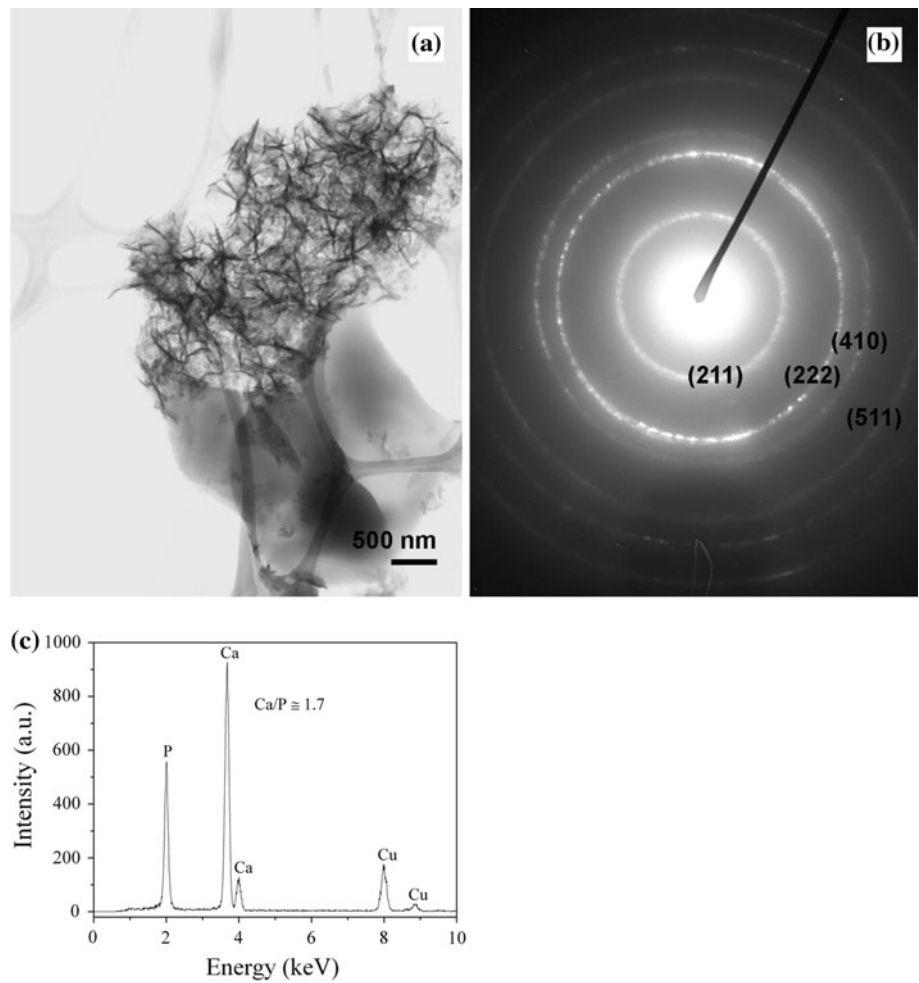 (a)
500 nm
(b)
(410)
(211) (222)
(511)
(c)
1000
800
600
400
200
0
Intensity (a.u.)
P
Ca
Ca/P ≅ 1.7
Ca
Cu
Cu
0 2 4 6 8 10
Energy (keV)